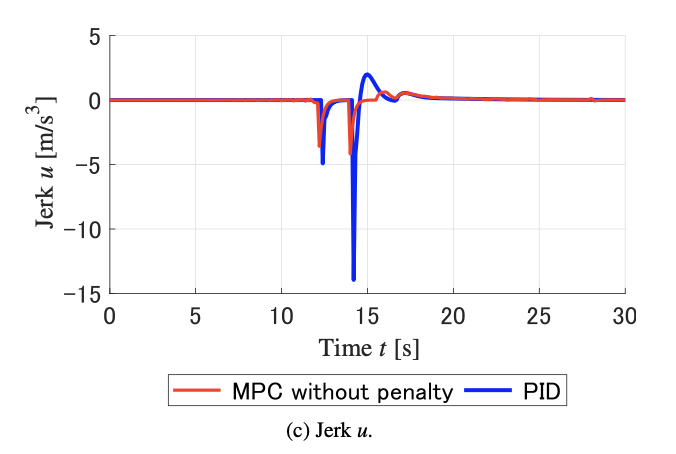 5
0
−5
−10
−15
Jerk u [m/s³]
0 5 10 15 20 25 30
Time t [s]
MPC without penalty PID
(c) Jerk u.